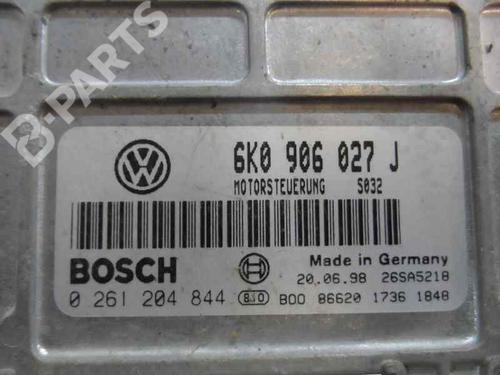 B-PARTS
VW
6K0 906 027 J
MOTORSTEUERUNG S032
BOSCH
Made in Germany
20.06.98 26SA5218
0 261 204 844 B00 86620 1736 1848